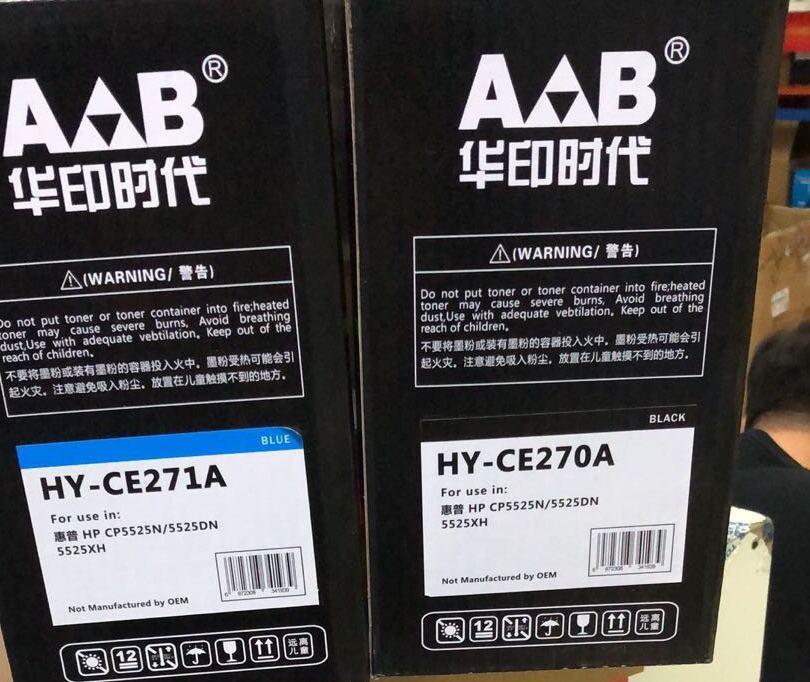 AAB®
华印时代
(WARNING/ 警告)
Do not put toner or toner container into fire;heated
toner may cause severe burns, Avoid breathing
dust,Use with adequate vebtilation, Keep out of the
reach of children,
不要将墨粉或装有墨粉的容器投入火中。墨粉受热可能会引
起火灾。注意避免吸入粉尘。放置在儿童触摸不到的地方。
BLUE
HY-CE271A
For use in:
惠普 HP CP5525N/5525DN
5525XH
Not Manufactured by OEM
12
远离
儿童
AAB®
华印时代
(WARNING/ 警告)
Do not put toner or toner container into fire;heated
toner may cause severe burns, Avoid breathing
dust,Use with adequate vebtilation, Keep out of the
reach of children,
不要将墨粉或装有墨粉的容器投入火中。墨粉受热可能会引
起火灾。注意避免吸入粉尘。放置在儿童触摸不到的地方。
BLACK
HY-CE270A
For use in:
惠普 HP CP5525N/5525DN
5525XH
Not Manufactured by OEM
12
远离
儿童